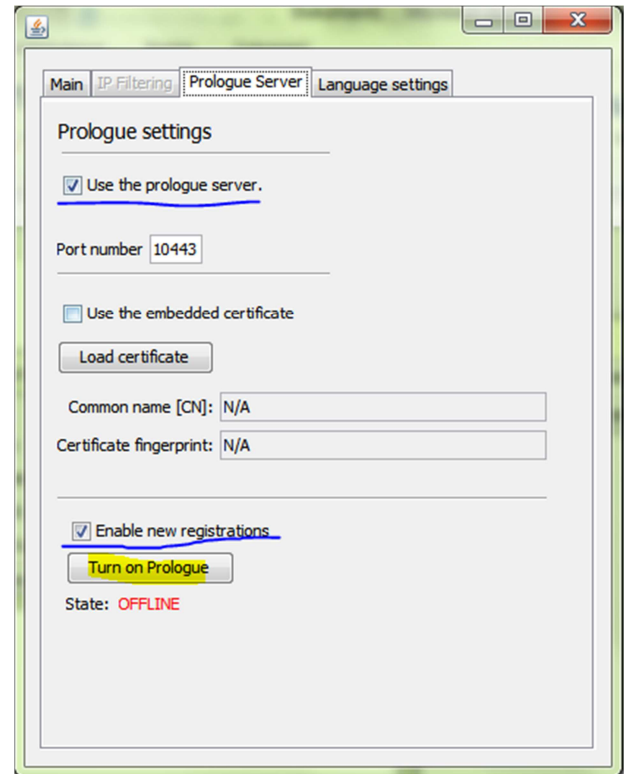 Main IP Filtering Prologue Server Language settings
Prologue settings
Use the prologue server.
Port number 10443
Use the embedded certificate
Load certificate
Common name [CN]: N/A
Certificate fingerprint: N/A
Enable new registrations
Turn on Prologue
State: OFFLINE